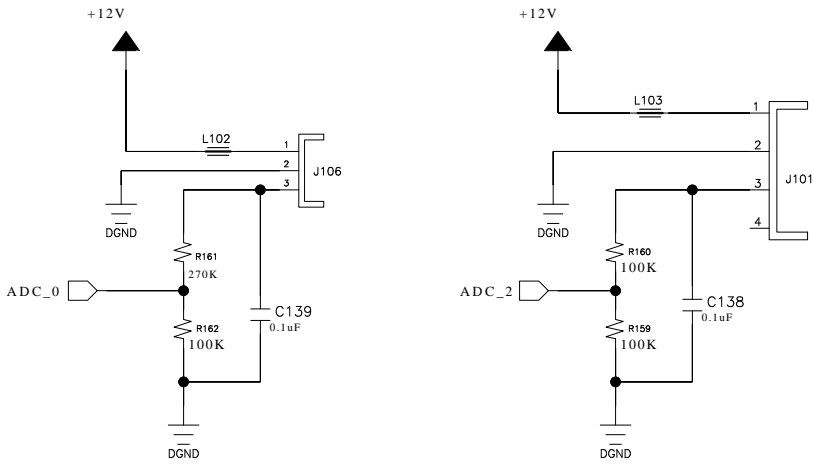 +12V
L102
1
2
3
J106
DGND
R161
270K
ADC_0
R162
100K
C139
0.1uF
DGND
+12V
L103
1
2
3
4
J101
DGND
R160
100K
ADC_2
R159
100K
C138
0.1uF
DGND